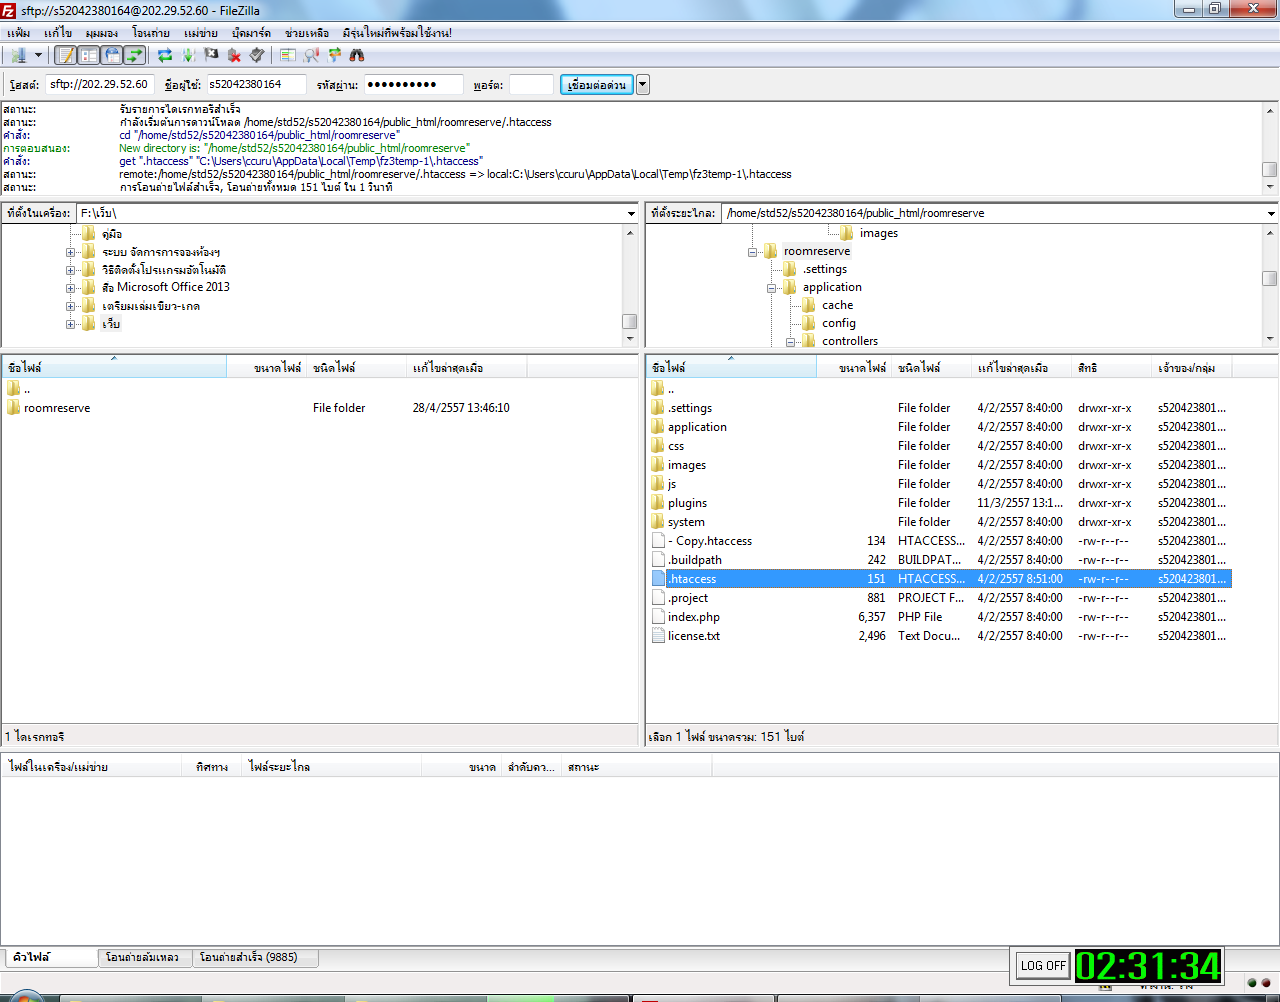 sftp://s52042380164@202.29.52.60 - FileZilla
แฟ้ม แก้ไข มุมมอง โอนถ่าย แม่ข่าย บุ๊คมาร์ค ช่วยเหลือ มีรุ่นใหม่ที่พร้อมใช้งาน!
โฮสต์: sftp://202.29.52.60 ชื่อผู้ใช้: s52042380164 รหัสผ่าน: ●●●●●●●●●● พอร์ต: เชื่อมต่อด่วน
สถานะ: รับรายการไดเรกทอรีสำเร็จ
สถานะ: กำลังเริ่มต้นการดาวน์โหลด /home/std52/s52042380164/public_html/roomreserve/.htaccess
คำสั่ง: cd "/home/std52/s52042380164/public_html/roomreserve"
การตอบสนอง: New directory is: "/home/std52/s52042380164/public_html/roomreserve"
คำสั่ง: get ".htaccess" "C:\Users\ccuru\AppData\Local\Temp\fz3temp-1\.htaccess"
สถานะ: remote:/home/std52/s52042380164/public_html/roomreserve/.htaccess => local:C:\Users\ccuru\AppData\Local\Temp\fz3temp-1\.htaccess
สถานะ: การโอนถ่ายไฟล์สำเร็จ, โอนถ่ายทั้งหมด 151 ไบต์ ใน 1 วินาที
ที่ตั้งในเครื่อง: F:\เว็บ\
คู่มือ
ระบบ จัดการการจองห้องฯ
วิธีติดตั้งโปรแกรมอัตโนมัติ
สื่อ Microsoft Office 2013
เตรียมเล่มเขียว-เกด
เว็บ
ที่ตั้งระยะไกล: /home/std52/s52042380164/public_html/roomreserve
images
roomreserve
.settings
application
cache
config
controllers
ชื่อไฟล์ ขนาดไฟล์ ชนิดไฟล์ แก้ไขล่าสุดเมื่อ
..
roomreserve File folder 28/4/2557 13:46:10
1 ไดเรกทอรี
ชื่อไฟล์ ขนาดไฟล์ ชนิดไฟล์ แก้ไขล่าสุดเมื่อ สิทธิ เจ้าของ/กลุ่ม
..
.settings File folder 4/2/2557 8:40:00 drwxr-xr-x s520423801...
application File folder 4/2/2557 8:40:00 drwxr-xr-x s520423801...
css File folder 4/2/2557 8:40:00 drwxr-xr-x s520423801...
images File folder 4/2/2557 8:40:00 drwxr-xr-x s520423801...
js File folder 4/2/2557 8:40:00 drwxr-xr-x s520423801...
plugins File folder 11/3/2557 13:1... drwxr-xr-x s520423801...
system File folder 4/2/2557 8:40:00 drwxr-xr-x s520423801...
- Copy.htaccess 134 HTACCESS... 4/2/2557 8:40:00 -rw-r--r-- s520423801...
.buildpath 242 BUILDPAT... 4/2/2557 8:40:00 -rw-r--r-- s520423801...
.htaccess 151 HTACCESS... 4/2/2557 8:51:00 -rw-r--r-- s520423801...
.project 881 PROJECT F... 4/2/2557 8:40:00 -rw-r--r-- s520423801...
index.php 6,357 PHP File 4/2/2557 8:40:00 -rw-r--r-- s520423801...
license.txt 2,496 Text Docu... 4/2/2557 8:40:00 -rw-r--r-- s520423801...
เลือก 1 ไฟล์ ขนาดรวม: 151 ไบต์
ไฟล์ในเครื่อง/แม่ข่าย ทิศทาง ไฟล์ระยะไกล ขนาด ลำดับคว... สถานะ
คิวไฟล์ โอนถ่ายล้มเหลว โอนถ่ายสำเร็จ (9885)
LOG OFF 02:31:34